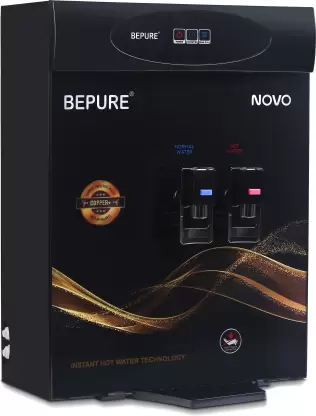 BEPURE®
BEPURE®
NOVO
NORMAL
WATER
HOT
WATER
COPPER+
INSTANT HOT WATER TECHNOLOGY